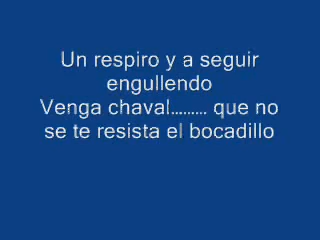 Un respiro y a seguir
engullendo
Venga chaval……… que no
se te resista el bocadillo